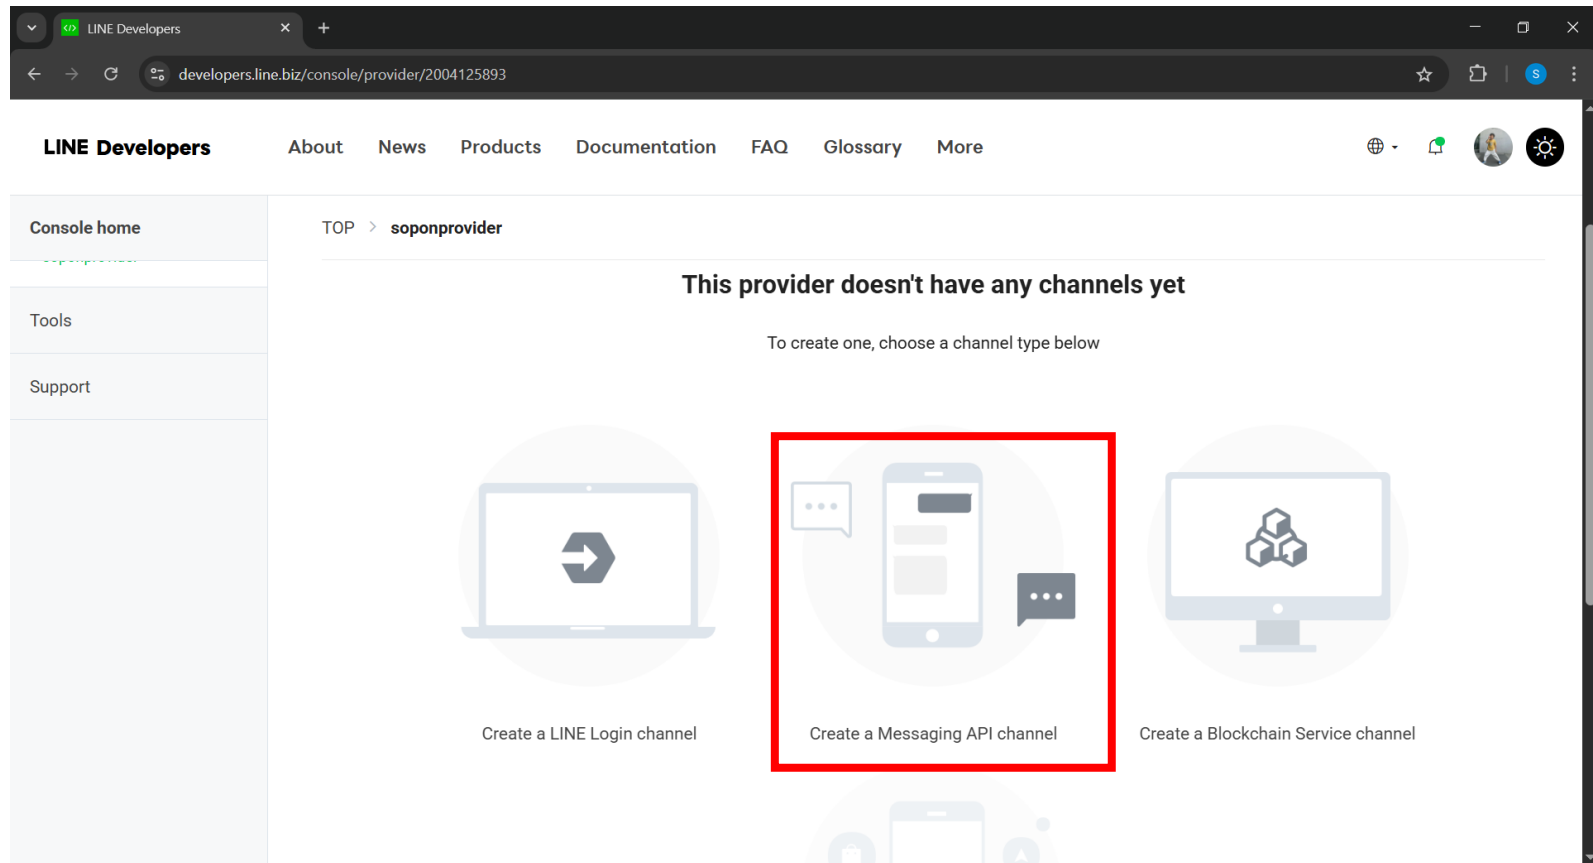 LINE Developers
developers.line.biz/console/provider/2004125893
S
LINE Developers
About News Products Documentation FAQ Glossary More
Console home
TOP > soponprovider
soponprovider
This provider doesn't have any channels yet
Tools
To create one, choose a channel type below
Support
Create a LINE Login channel
Create a Messaging API channel
Create a Blockchain Service channel